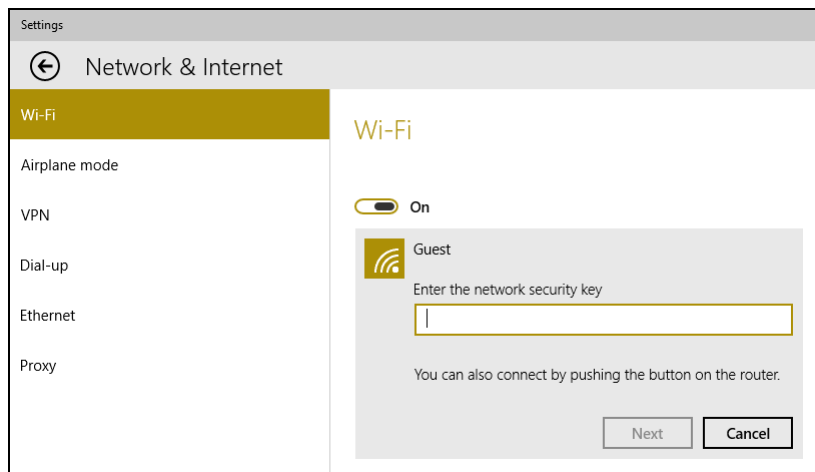 Settings
Network & Internet
Wi-Fi
Airplane mode
VPN
Dial-up
Ethernet
Proxy
Wi-Fi
On
Guest
Enter the network security key
You can also connect by pushing the button on the router.
Next Cancel